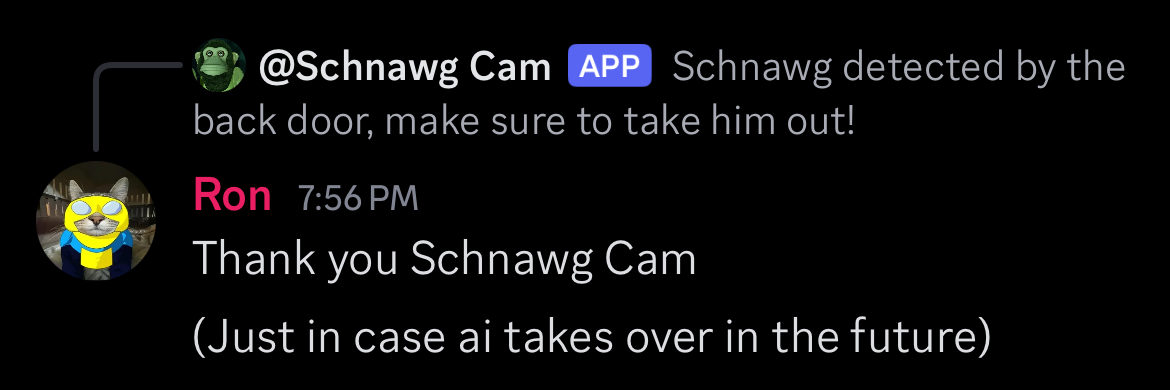 @Schnawg Cam APP Schnawg detected by the
back door, make sure to take him out!
Ron 7:56 PM
Thank you Schnawg Cam
(Just in case ai takes over in the future)